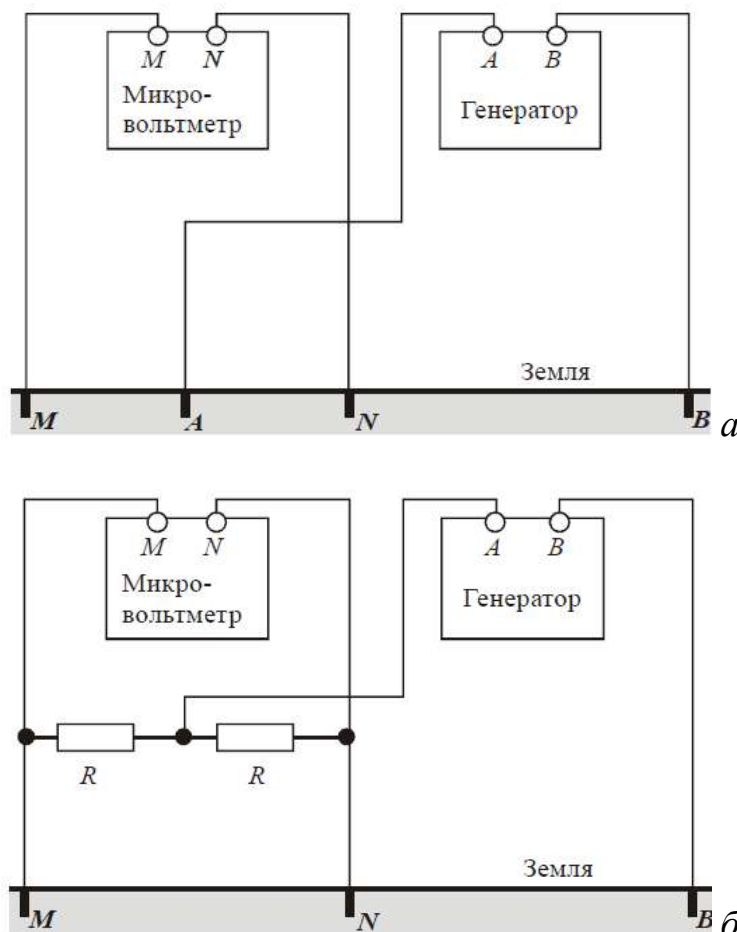 M N A B
Микро-
вольтметр
Генератор
Земля
M A N B а
M N A B
Микро-
вольтметр
Генератор
R R
Земля
M N B б